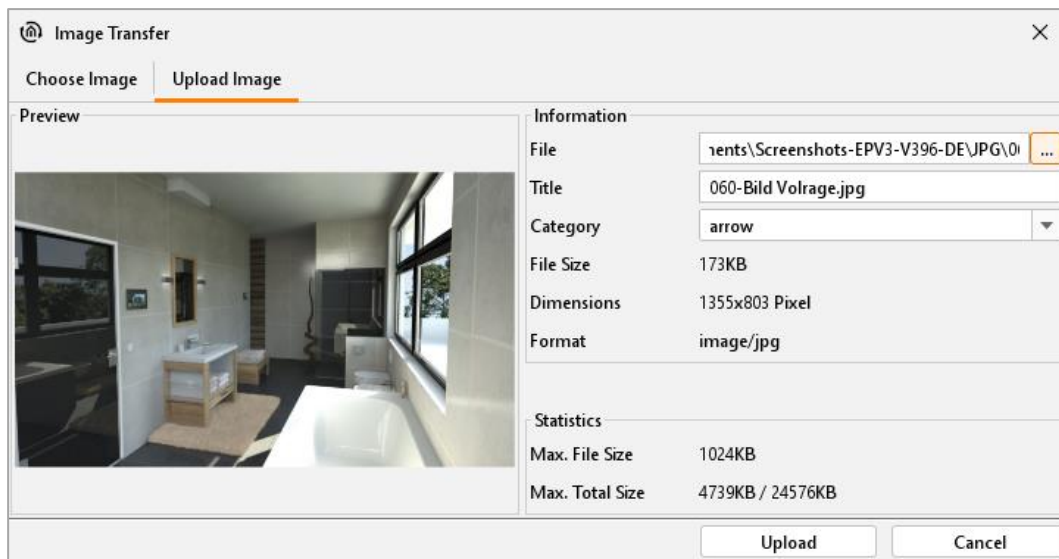 Image Transfer
Choose Image Upload Image
Preview
Information
File ments\Screenshots-EPV3-V396-DE\JPG\0 ...
Title 060-Bild Volrage.jpg
Category arrow
File Size 173KB
Dimensions 1355x803 Pixel
Format image/jpg
Statistics
Max. File Size 1024KB
Max. Total Size 4739KB / 24576KB
Upload Cancel